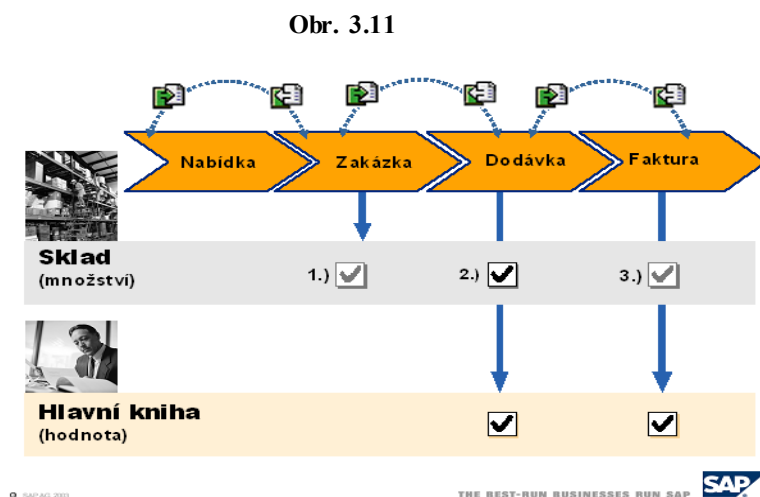 Obr. 3.11
Nabídka
Zakázka
Dodávka
Faktura
Sklad
(množství)
1.)
2.)
3.)
Hlavní kniha
(hodnota)
9 SAP AG 2003
THE BEST-RUN BUSINESSES RUN SAP
SAP